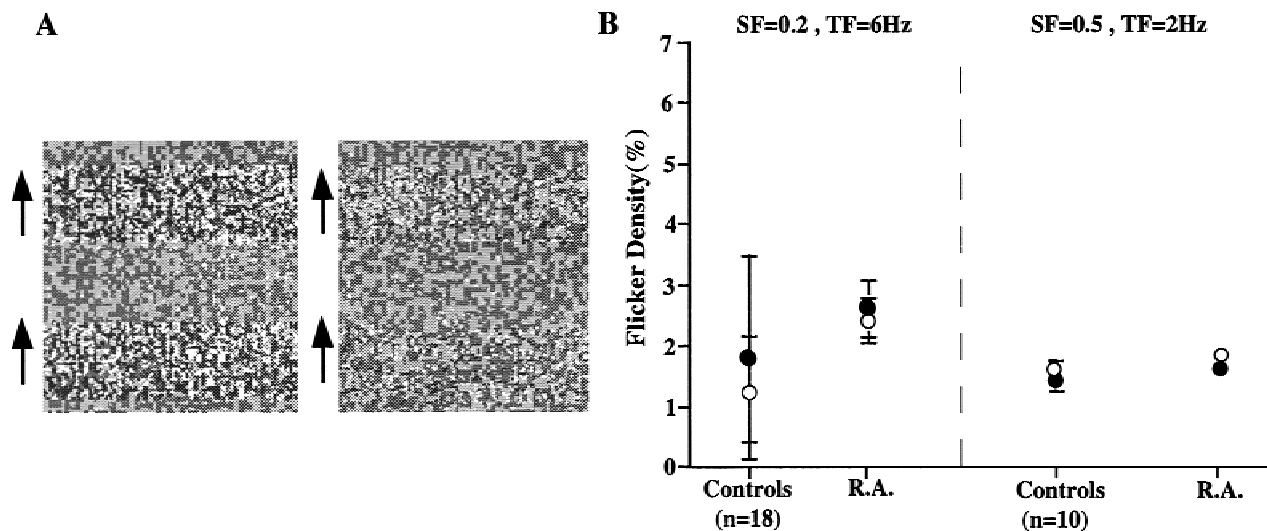 A
B
SF=0.2 , TF=6Hz
SF=0.5 , TF=2Hz
Flicker Density(%)
7
6
5
4
3
2
1
0
Controls
(n=18)
R.A.
Controls
(n=10)
R.A.